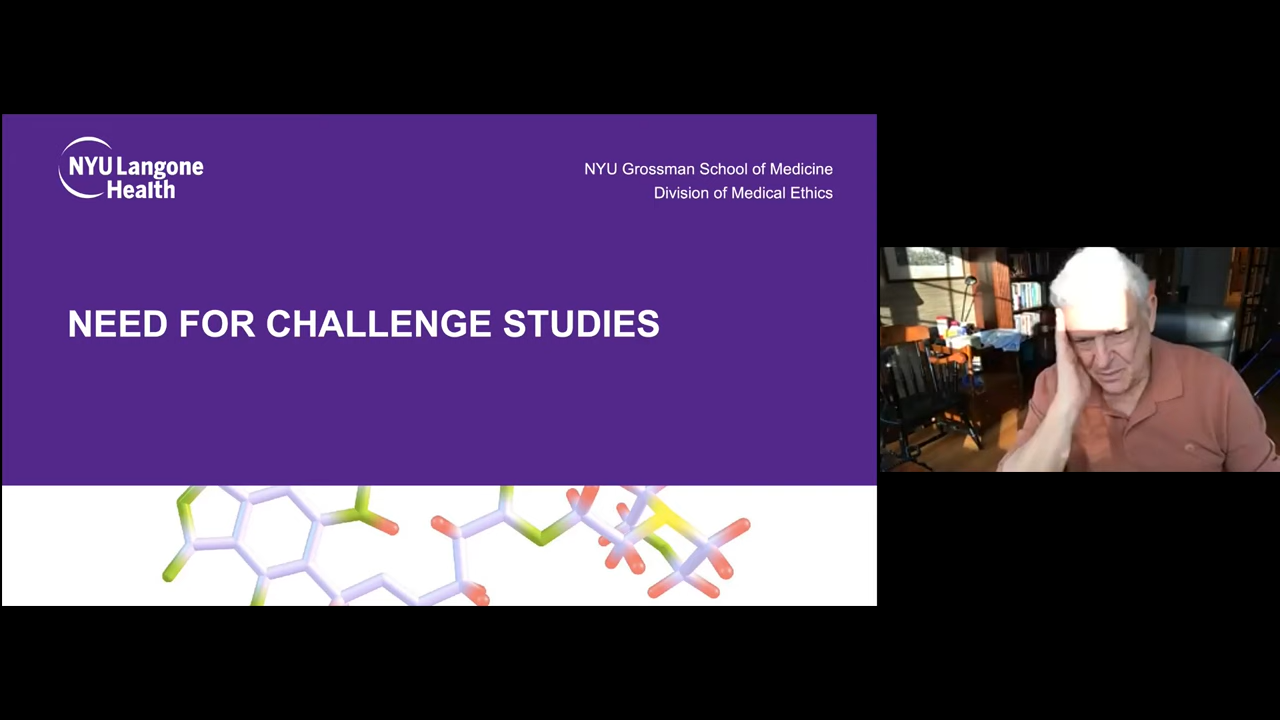 NYU Langone
Health
NYU Grossman School of Medicine
Division of Medical Ethics
NEED FOR CHALLENGE STUDIES